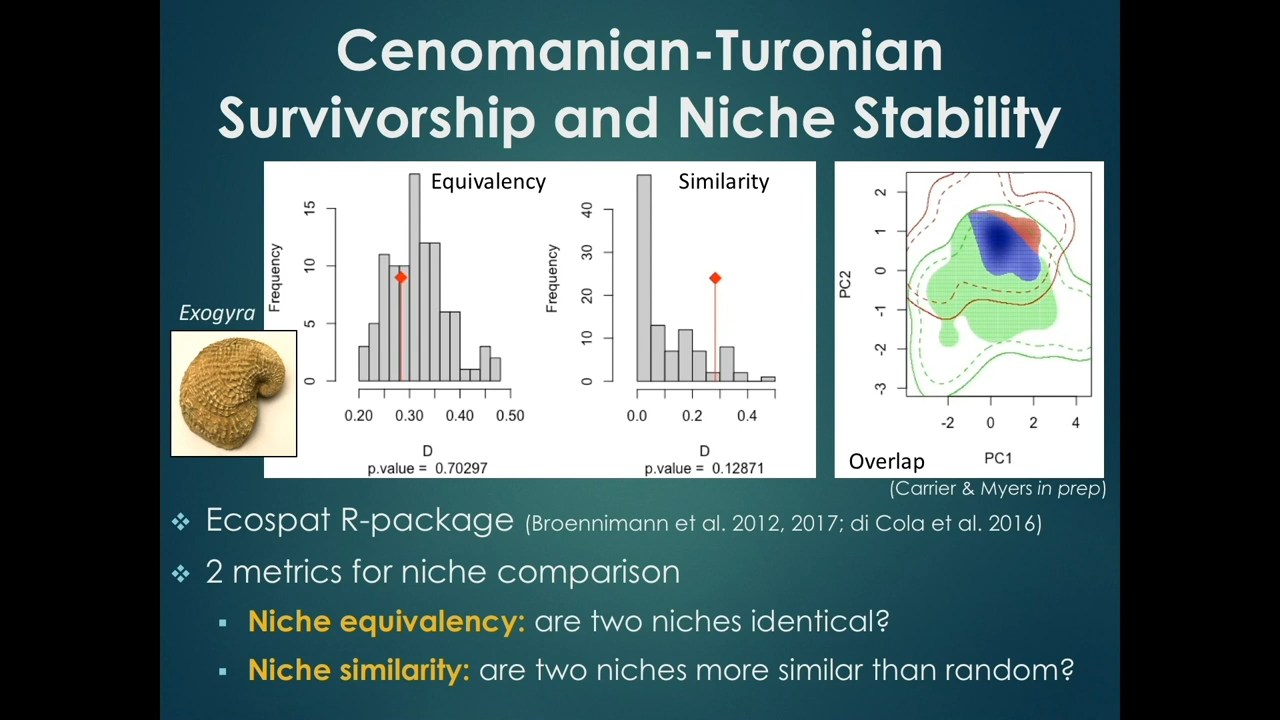 Cenomanian-Turonian
Survivorship and Niche Stability
Equivalency
Frequency
15
10
5
0
0.20 0.30 0.40 0.50
D
p.value = 0.70297
Similarity
Frequency
40
30
20
10
0
0.0 0.2 0.4
D
p.value = 0.12871
PC2
2
1
0
-1
-2
-3
-2 0 2 4
PC1
Overlap
Exogyra
(Carrier & Myers in prep)
❖ Ecospat R-package (Broennimann et al. 2012, 2017; di Cola et al. 2016)
❖ 2 metrics for niche comparison
▪ Niche equivalency: are two niches identical?
▪ Niche similarity: are two niches more similar than random?